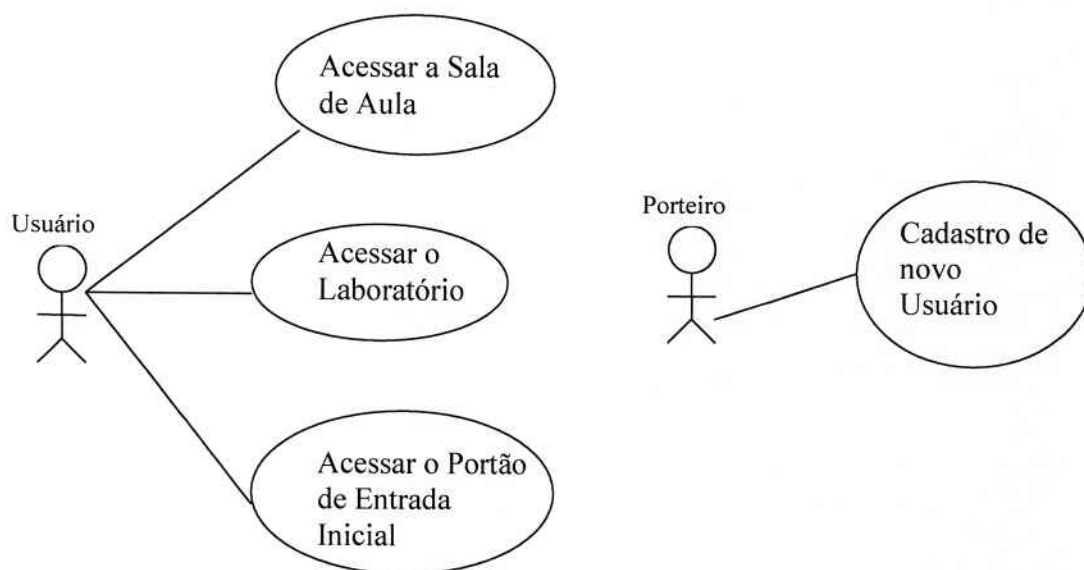 Acessar a Sala
de Aula
Usuário
Acessar o
Laboratório
Acessar o Portão
de Entrada
Inicial
Porteiro
Cadastro de
novo
Usuário